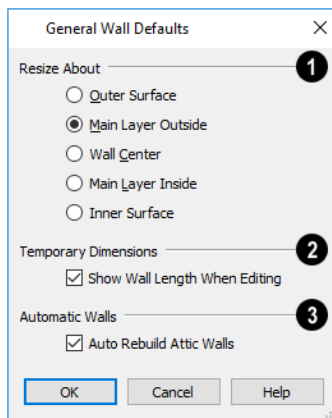 General Wall Defaults
Resize About 1
Outer Surface
Main Layer Outside
Wall Center
Main Layer Inside
Inner Surface
Temporary Dimensions 2
Show Wall Length When Editing
Automatic Walls 3
Auto Rebuild Attic Walls
OK Cancel Help